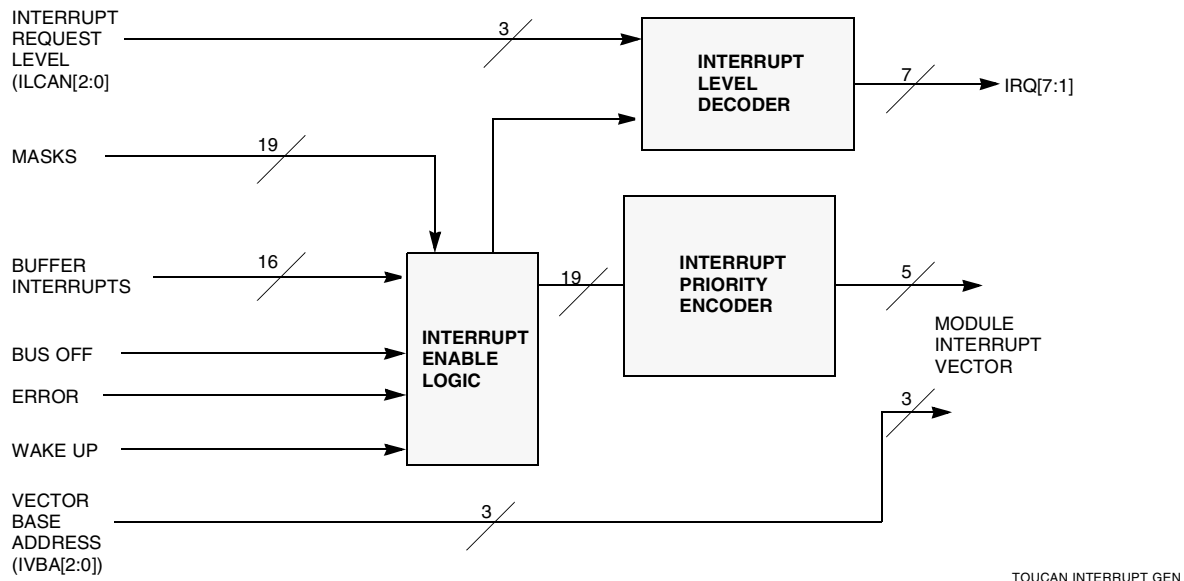 INTERRUPT
REQUEST
LEVEL
(ILCAN[2:0]
3
INTERRUPT
LEVEL
DECODER
7
IRQ[7:1]
MASKS
19
BUFFER
INTERRUPTS
16
INTERRUPT
ENABLE
LOGIC
19
INTERRUPT
PRIORITY
ENCODER
5
MODULE
INTERRUPT
VECTOR
BUS OFF
ERROR
WAKE UP
3
VECTOR
BASE
ADDRESS
(IVBA[2:0])
3
TOUCAN INTERRUPT GEN